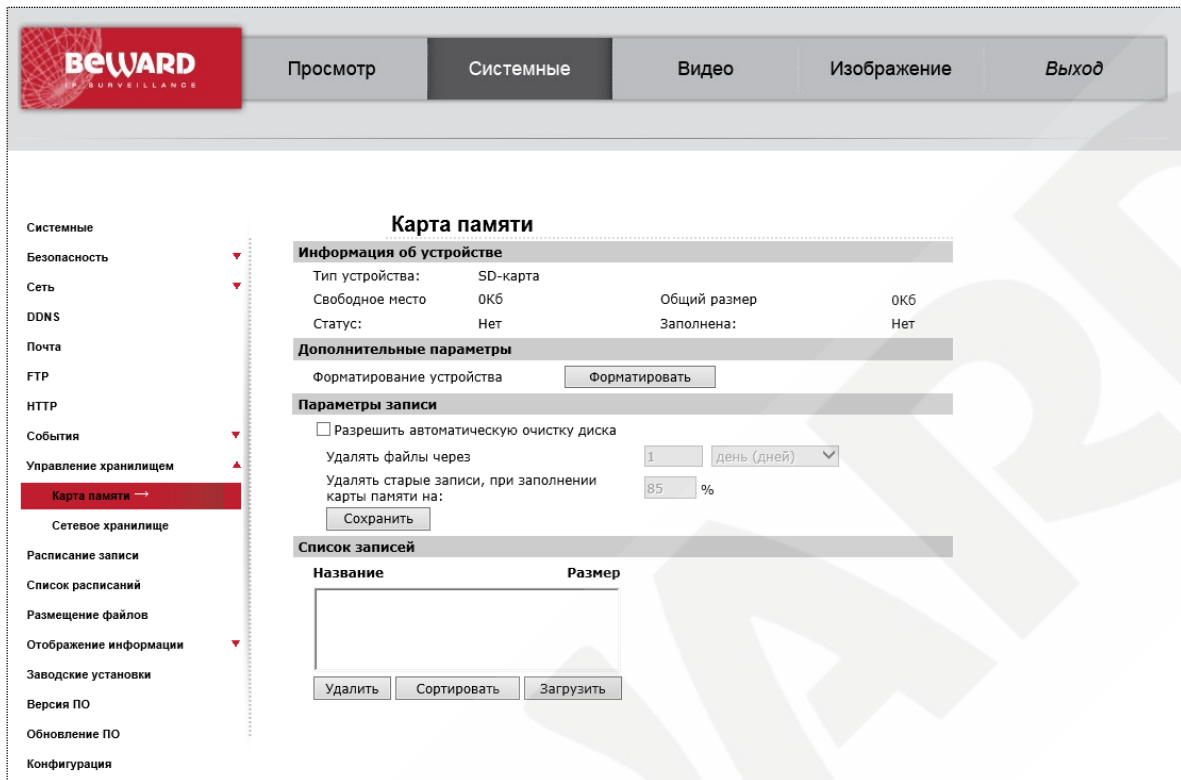 BEWARD
IP SURVEILLANCE
Просмотр
Системные
Видео
Изображение
Выход
Системные
Безопасность
Сеть
DDNS
Почта
FTP
HTTP
События
Управление хранилищем
Карта памяти →
Сетевое хранилище
Расписание записи
Список расписаний
Размещение файлов
Отображение информации
Заводские установки
Версия ПО
Обновление ПО
Конфигурация
Карта памяти
Информация об устройстве
Тип устройства: SD-карта
Свободное место 0Кб Общий размер 0Кб
Статус: Нет Заполнена: Нет
Дополнительные параметры
Форматирование устройства Форматировать
Параметры записи
Разрешить автоматическую очистку диска
Удалять файлы через 1 день (дней)
Удалять старые записи, при заполнении
карты памяти на: 85 %
Сохранить
Список записей
Название Размер
Удалить Сортировать Загрузить